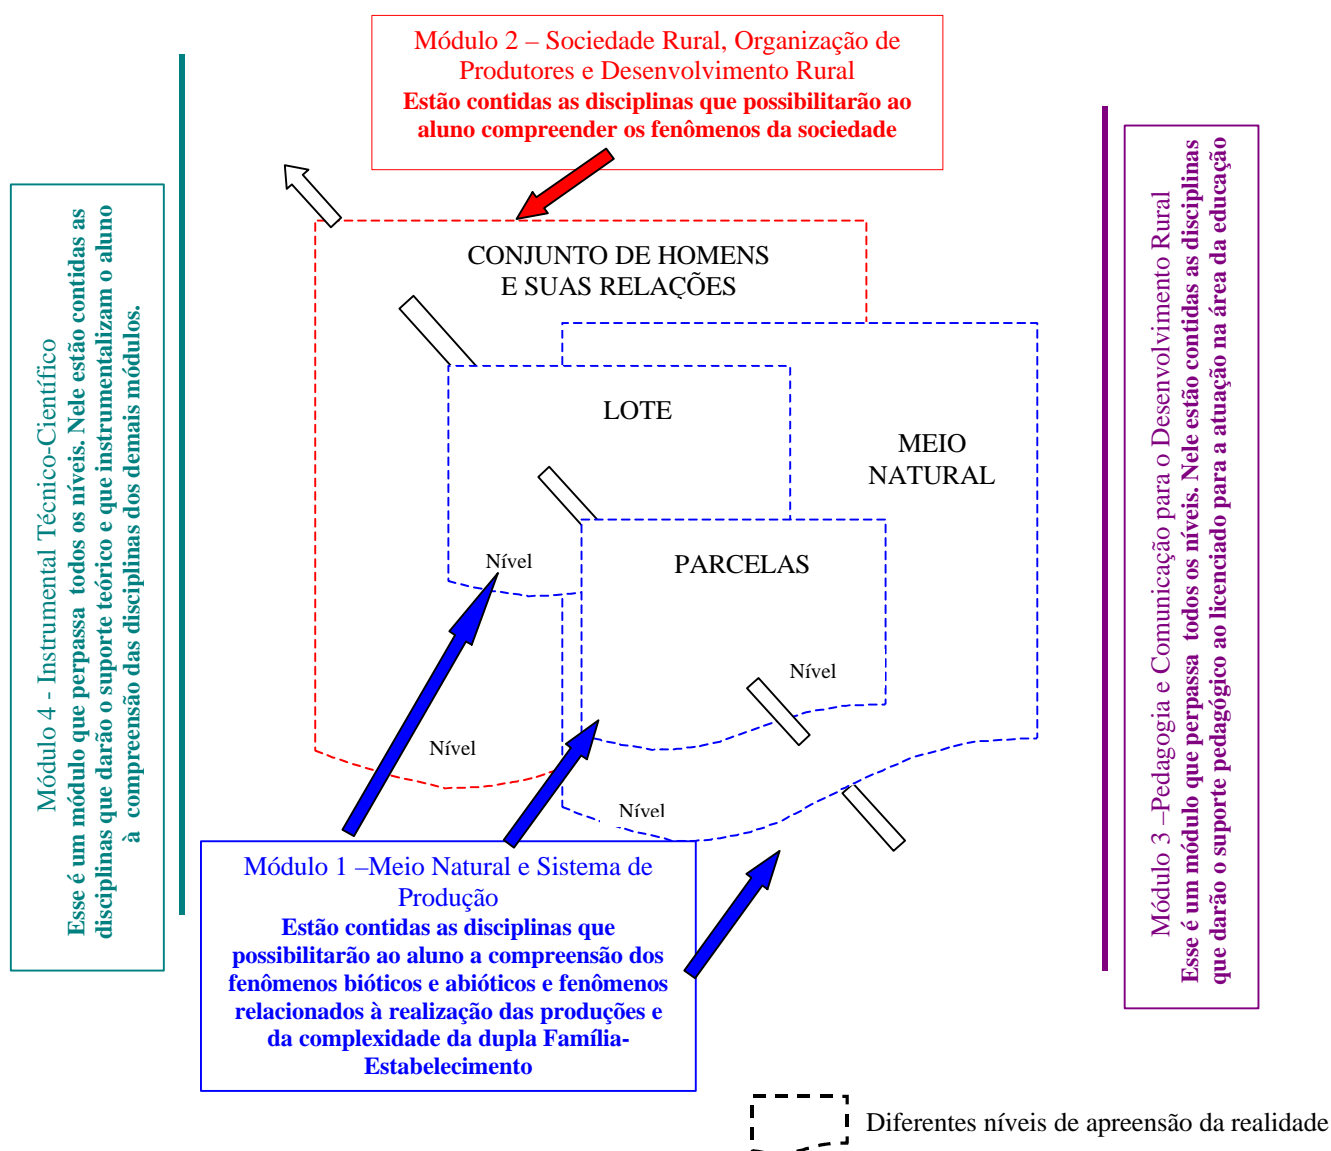 Módulo 2 – Sociedade Rural, Organização de
Produtores e Desenvolvimento Rural
Estão contidas as disciplinas que possibilitarão ao
aluno compreender os fenômenos da sociedade
Módulo 4 - Instrumental Técnico-Científico
Esse é um módulo que perpassa todos os níveis. Nele estão contidas as
disciplinas que darão o suporte teórico e que instrumentalizam o aluno
à compreensão das disciplinas dos demais módulos.
CONJUNTO DE HOMENS
E SUAS RELAÇÕES
LOTE
MEIO
NATURAL
Nível
PARCELAS
Nível
Nível
Nível
Módulo 3 –Pedagogia e Comunicação para o Desenvolvimento Rural
Esse é um módulo que perpassa todos os níveis. Nele estão contidas as disciplinas
que darão o suporte pedagógico ao licenciado para a atuação na área da educação
Módulo 1 –Meio Natural e Sistema de
Produção
Estão contidas as disciplinas que
possibilitarão ao aluno a compreensão dos
fenômenos bióticos e abióticos e fenômenos
relacionados à realização das produções e
da complexidade da dupla Família-
Estabelecimento
Diferentes níveis de apreensão da realidade